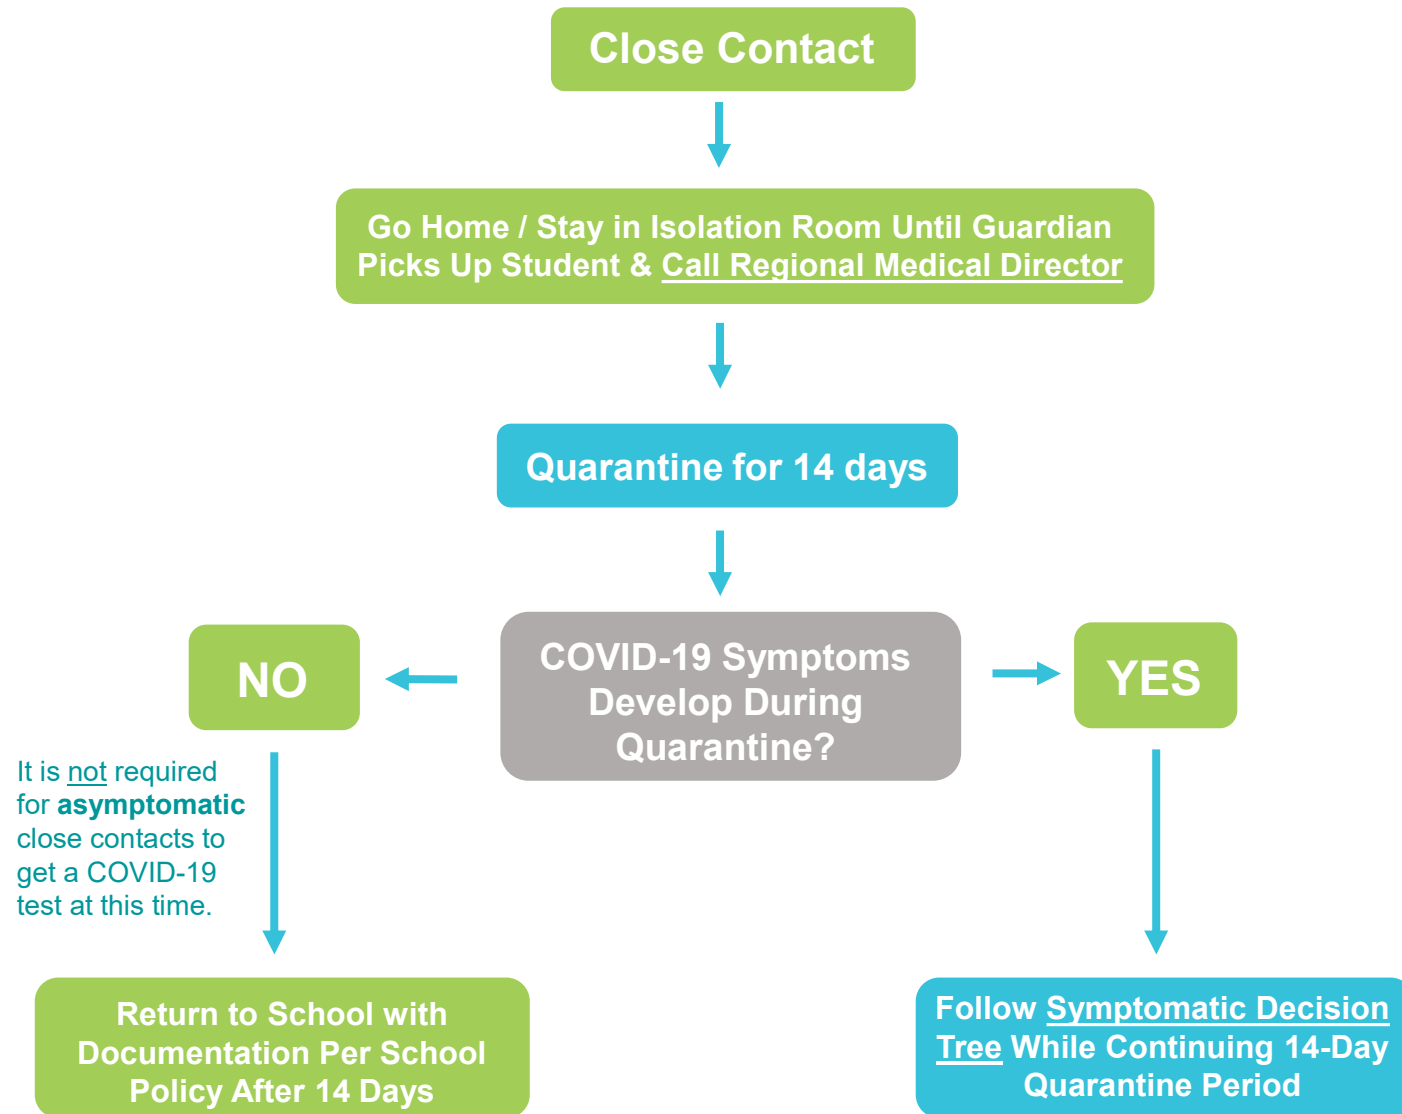 Close Contact
Go Home / Stay in Isolation Room Until Guardian
Picks Up Student & Call Regional Medical Director
Quarantine for 14 days
COVID-19 Symptoms
Develop During
Quarantine?
NO
YES
It is not required
for asymptomatic
close contacts to
get a COVID-19
test at this time.
Return to School with
Documentation Per School
Policy After 14 Days
Follow Symptomatic Decision
Tree While Continuing 14-Day
Quarantine Period